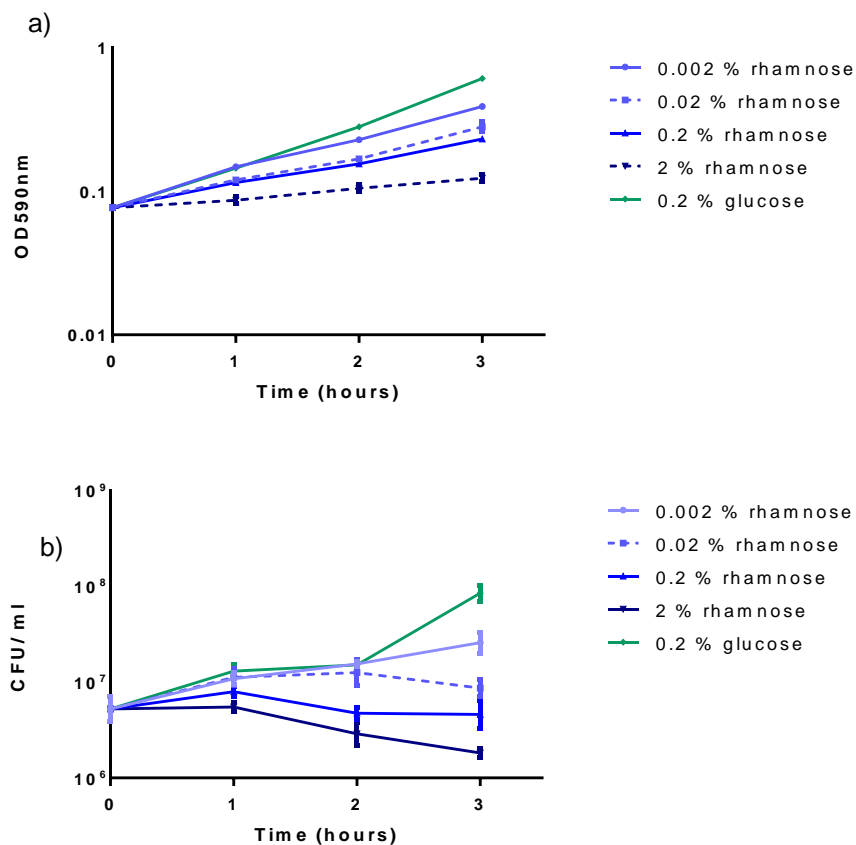 a)
1
0.1
0.01
OD590nm
0 1 2 3
Time (hours)
0.002 % rhamnose
0.02 % rhamnose
0.2 % rhamnose
2 % rhamnose
0.2 % glucose
b)
10⁹
10⁸
10⁷
10⁶
CFU/ml
0 1 2 3
Time (hours)
0.002 % rhamnose
0.02 % rhamnose
0.2 % rhamnose
2 % rhamnose
0.2 % glucose